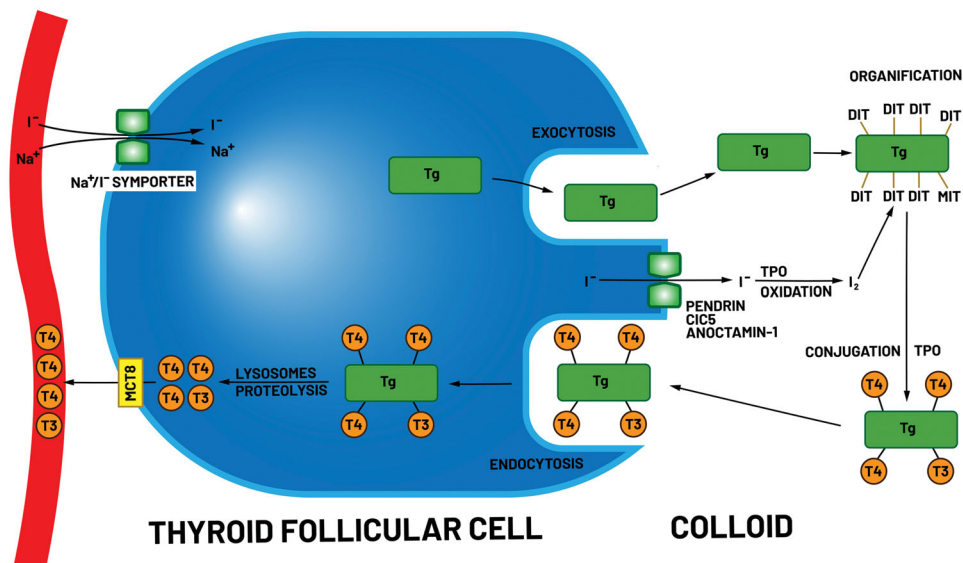 I⁻
Na⁺
I⁻
Na⁺
Na⁺/I⁻ SYMPORTER
EXOCYTOSIS
Tg
Tg
Tg
ORGANIFICATION
DIT DIT DIT DIT
Tg
DIT DIT DIT MIT
I⁻
I⁻
TPO
OXIDATION
I₂
PENDRIN
ClC5
ANOCTAMIN-1
CONJUGATION TPO
T4 T4
Tg
T4 T3
T4 T4
Tg
T4 T3
ENDOCYTOSIS
T4 T4
Tg
T4 T3
LYSOSOMES
PROTEOLYSIS
T4 T4
T4 T3
MCT8
T4
T4
T4
T3
THYROID FOLLICULAR CELL
COLLOID